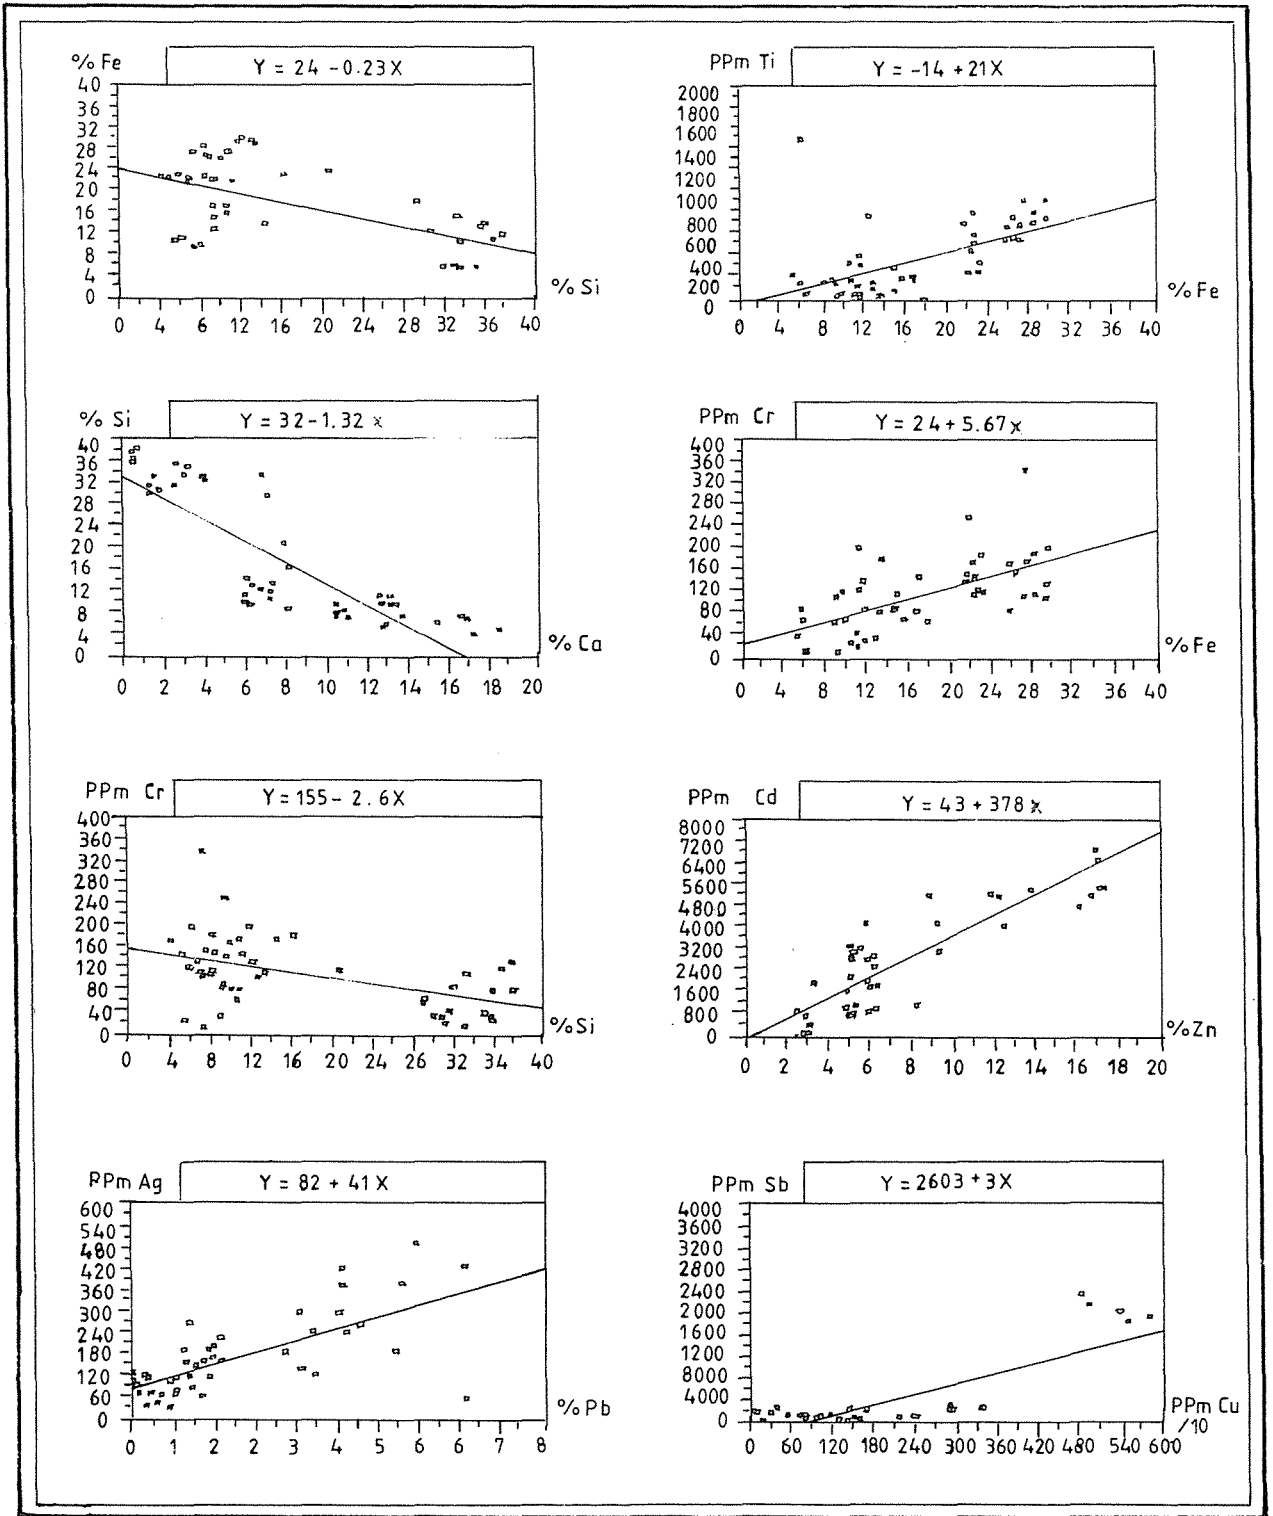 % Fe
Y = 24 -0.23X
40
36
32
28
24
20
16
12
8
4
0
% Si
0 4 6 12 16 20 24 28 32 36 40
PPm Ti
Y = -14 +21X
2000
1800
1600
1400
1200
1000
800
600
400
200
0
% Fe
0 4 8 12 16 20 24 28 32 36 40
% Si
Y = 32-1.32 x
40
36
32
28
24
20
16
12
8
4
0
% Ca
0 2 4 6 8 10 12 14 16 18 20
PPm Cr
Y = 24+5.67x
400
360
320
280
240
200
160
120
80
40
0
%Fe
0 4 8 12 16 20 24 28 32 36 40
PPm Cr
Y=155- 2.6X
400
360
320
280
240
200
160
120
80
40
0
%Si
0 4 8 12 16 20 24 26 32 36 40
PPm Cd
Y = 43 +378 x
8000
7200
6400
5600
4800
4000
3200
2400
1600
800
0
%Zn
0 2 4 6 8 10 12 14 16 18 20
PPm Ag
Y = 82 + 41X
600
540
480
420
360
300
240
180
120
60
0
% Pb
0 1 2 2 3 4 5 6 7 8
PPm Sb
Y=2603 +3X
4000
3600
3200
2800
2400
2000
1600
1200
8000
4000
0
PPm Cu
/10
0 60 120 180 240 300 360 420 480 540 600